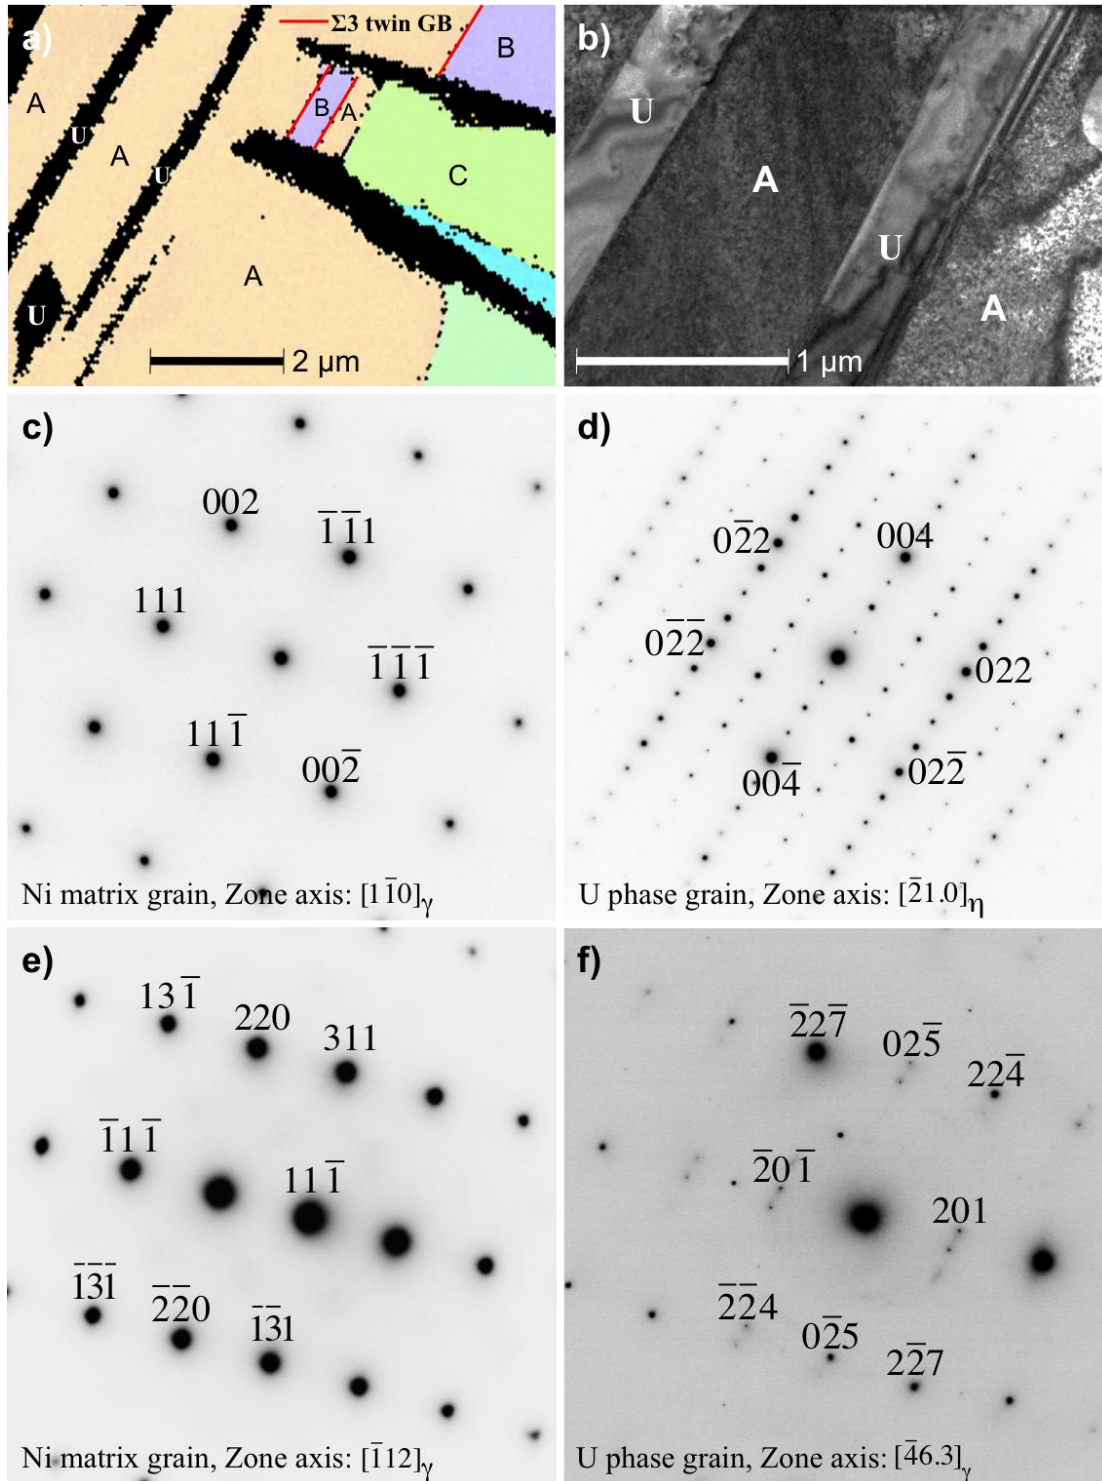 a)
Σ3 twin GB
B
A
B
A
U
A
U
C
A
U
2 µm
b)
U
A
U
A
1 µm
c)
002
1̅1̅1
111
1̅1̅1̅
111̅
002̅
Ni matrix grain, Zone axis: [11̅0]γ
d)
02̅2
004
02̅2̅
022
004̅
022̅
U phase grain, Zone axis: [2̅1.0]η
e)
131̅
220
311
1̅11̅
111̅
1̅3̅1̅
2̅2̅0
1̅3̅1
Ni matrix grain, Zone axis: [1̅12]γ
f)
2̅27̅
025̅
224̅
2̅01̅
201
2̅2̅4
02̅5
22̅7
U phase grain, Zone axis: [4̅6.3]γ